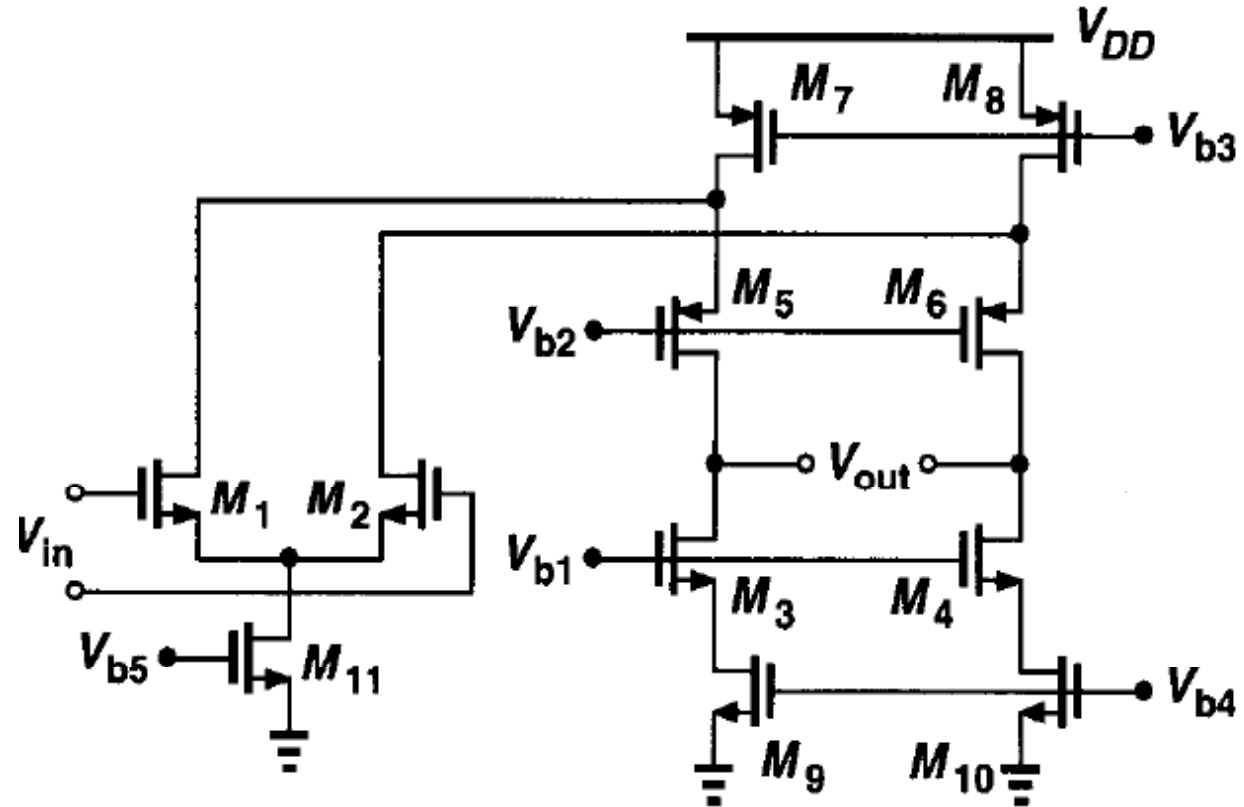 V_DD
M_7
M_8
V_b3
M_5
M_6
V_b2
M_1
M_2
V_out
V_in
V_b1
M_3
M_4
V_b5
M_11
V_b4
M_9
M_10